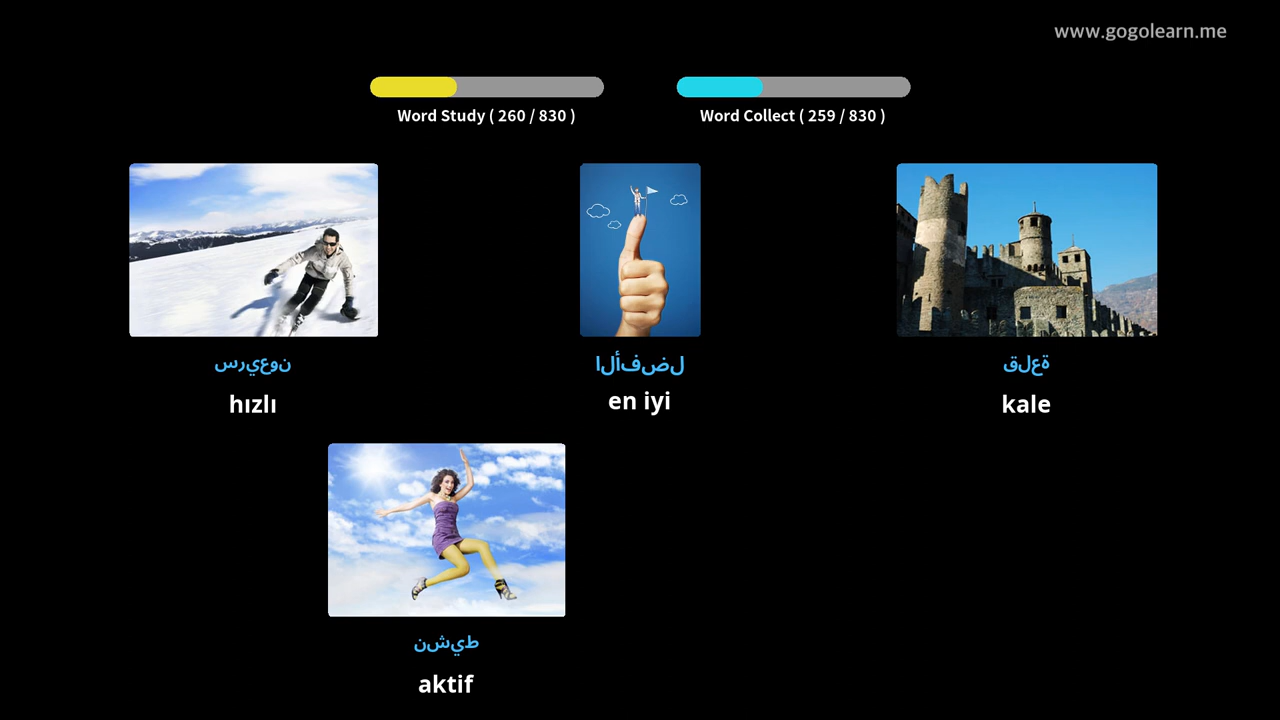 www.gogolearn.me
Word Study ( 260 / 830 )
Word Collect ( 259 / 830 )
سريعون
hızlı
الأفضل
en iyi
قلعة
kale
نشيط
aktif